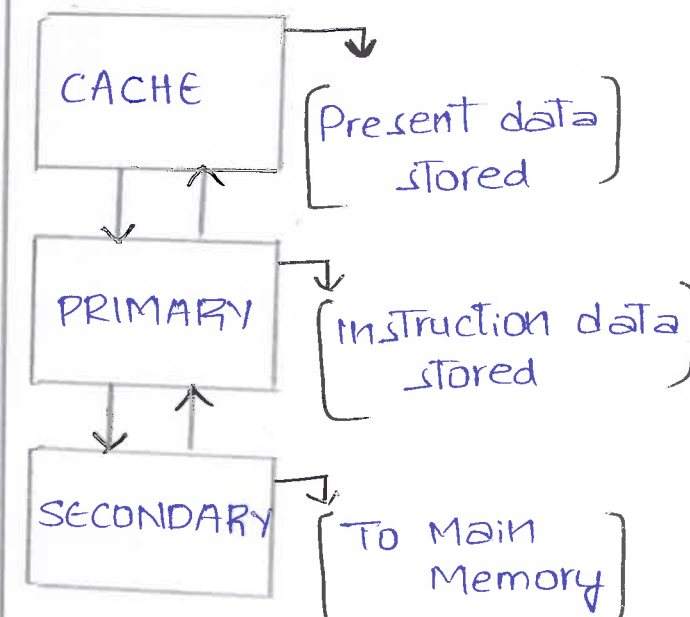 CACHE
[Present data
stored]
PRIMARY
[Instruction data
stored]
SECONDARY
[To Main
Memory]